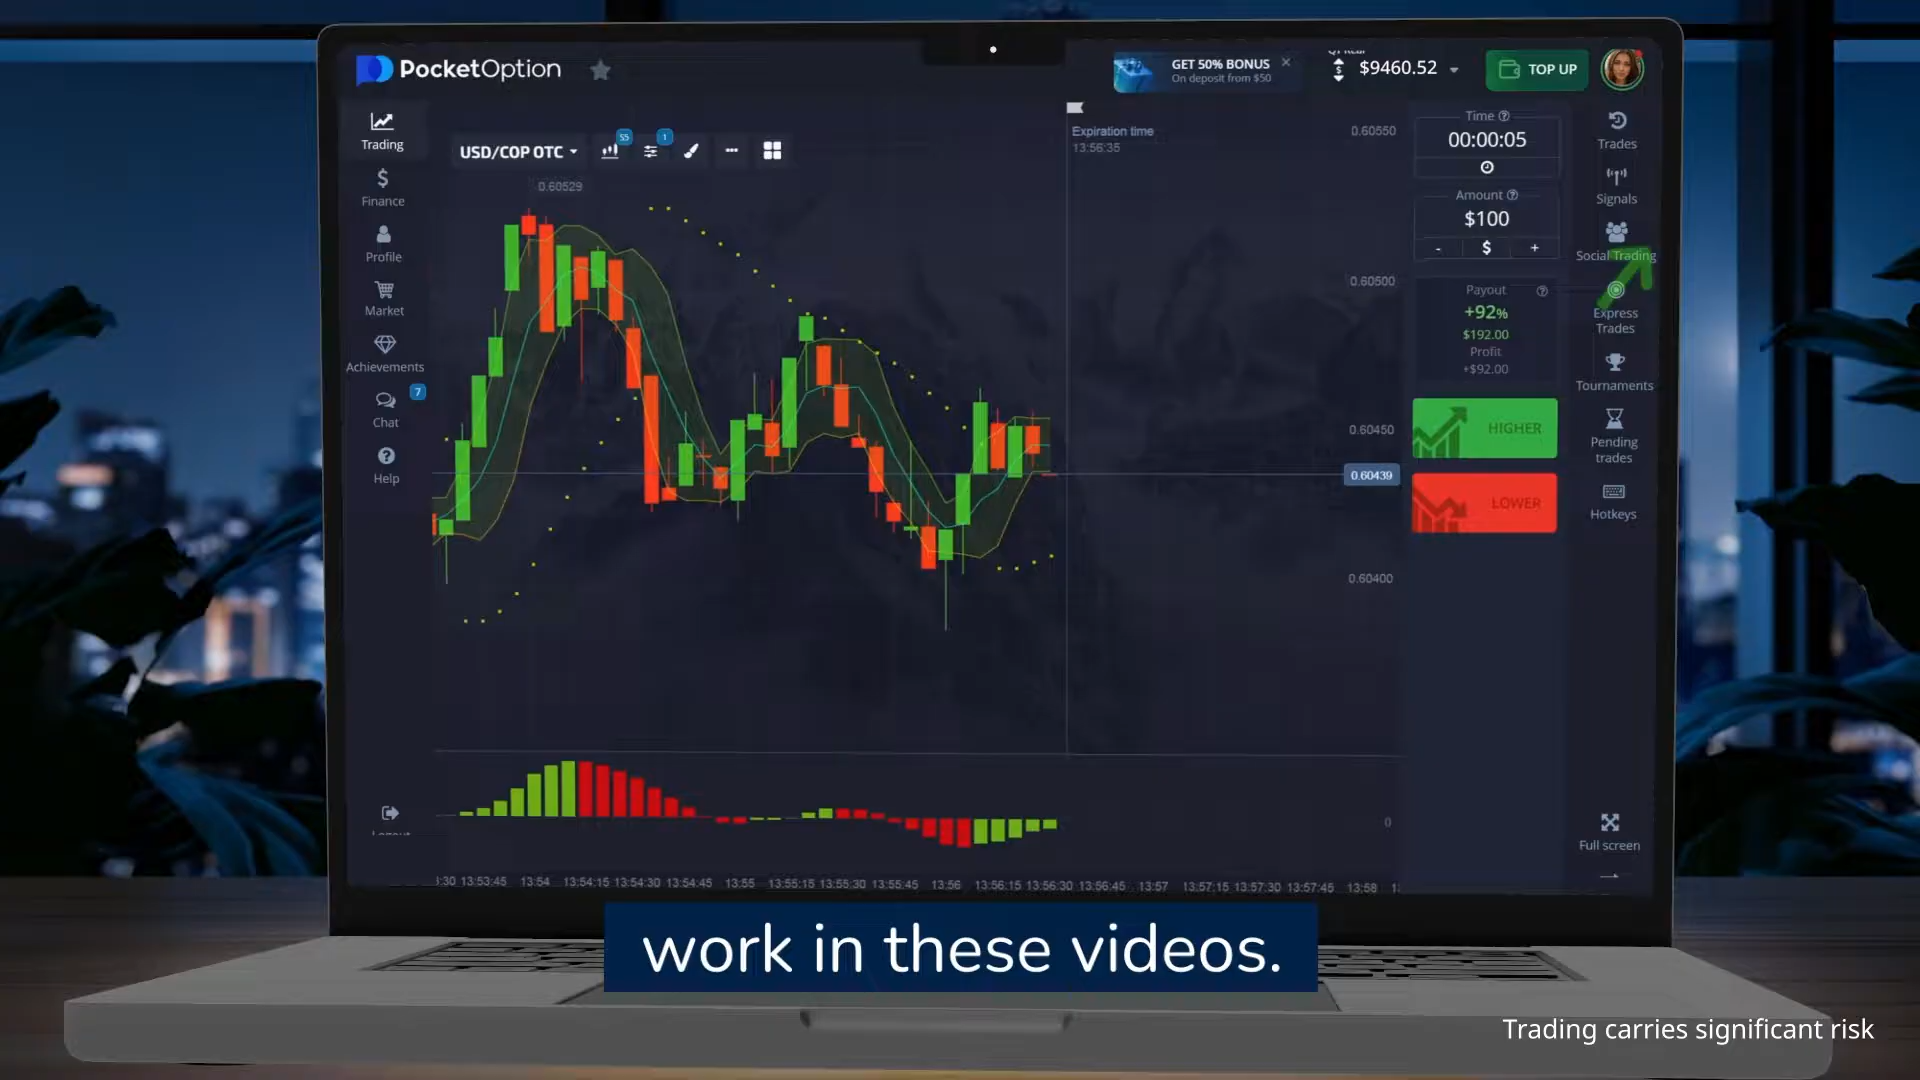 PocketOption
GET 50% BONUS
On deposit from $50
$9460.52
TOP UP
Trading
Finance
Profile
Market
Achievements
7
Chat
Help
USD/COP OTC
55
1
0.60529
Expiration time
13:56:35
0.60550
0.60500
0.60450
0.60439
0.60400
0
Time
00:00:05
Amount
$100
- $ +
Payout
+92%
$192.00
Profit
+$92.00
HIGHER
LOWER
Trades
Signals
Social Trading
Express
Trades
Tournaments
Pending
trades
Hotkeys
Full screen
:30 13:53:45 13:54 13:54:15 13:54:30 13:54:45 13:55 13:55:15 13:55:30 13:55:45 13:56 13:56:15 13:56:30 13:56:45 13:57 13:57:15 13:57:30 13:57:45 13:58
work in these videos.
Trading carries significant risk